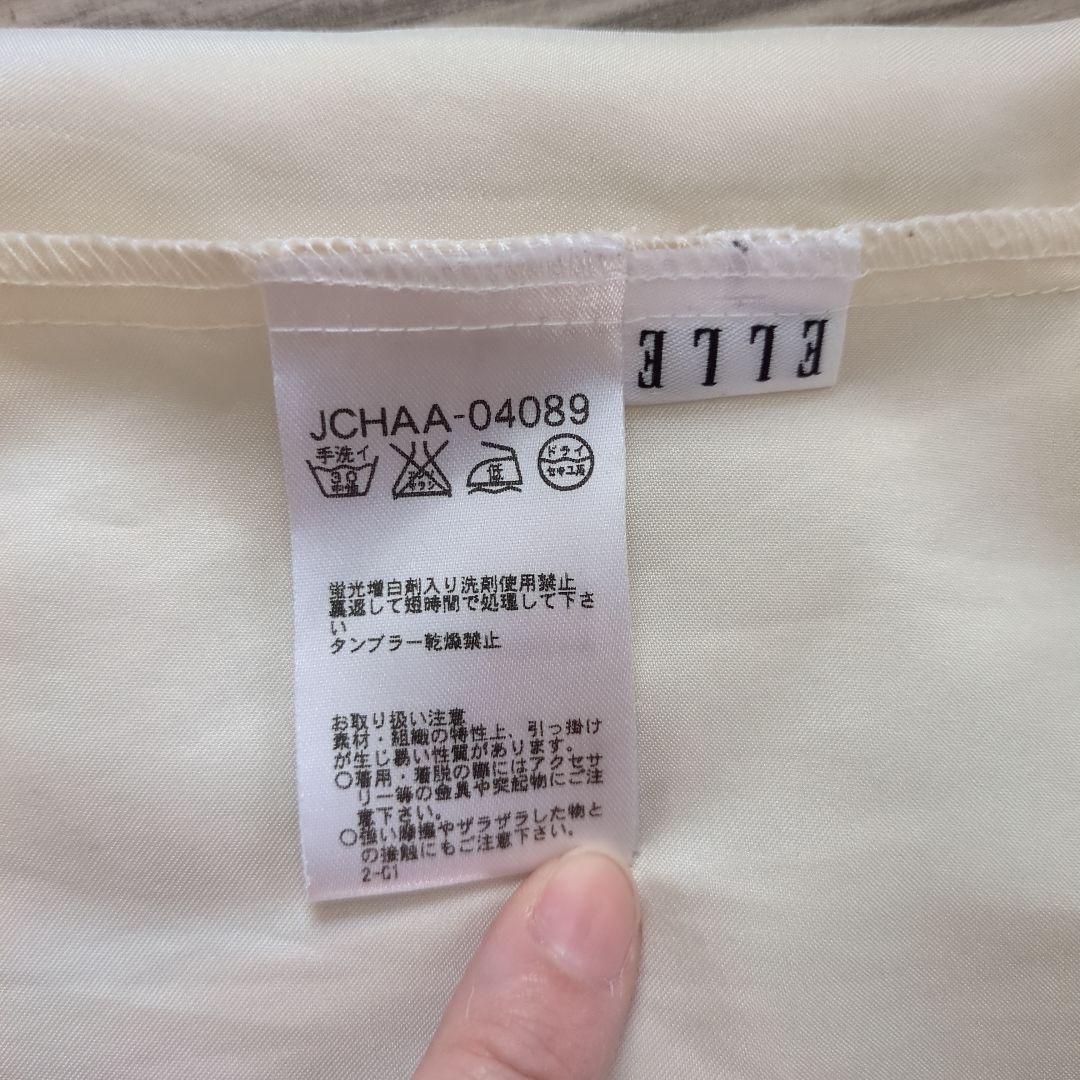 ELLE
JCHAA-04089
手洗イ
30
中性
エンソ
サラシ
低
ドライ
セキユ系
蛍光増白剤入り洗剤使用禁止
裏返して短時間で処理して下さ
い
タンブラー乾燥禁止
お取り扱い注意
素材・組織の特性上、引っ掛け
が生じ易い性質があります。
○着用・着脱の際にはアクセサ
リー等の金具や突起物にご注
意下さい。
○強い摩擦やザラザラした物と
の接触にもご注意下さい。
2-G1